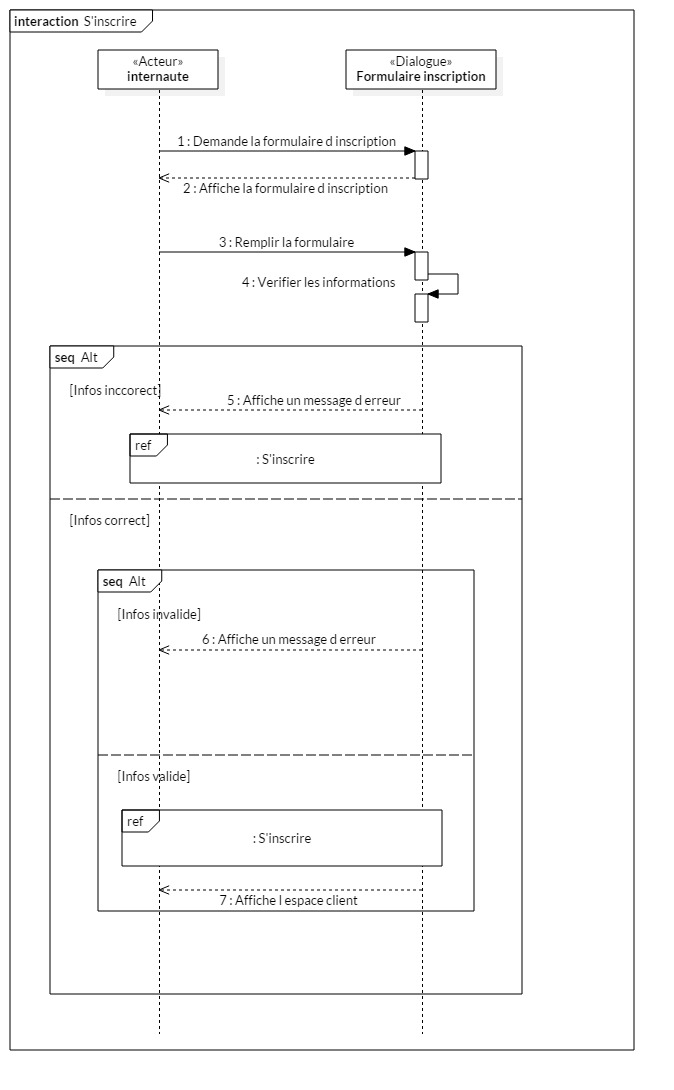 interaction S'inscrire
«Acteur»
internaute
«Dialogue»
Formulaire inscription
1 : Demande la formulaire d inscription
2 : Affiche la formulaire d inscription
3 : Remplir la formulaire
4 : Verifier les informations
seq Alt
[Infos inccorect]
5 : Affiche un message d erreur
ref
: S'inscrire
[Infos correct]
seq Alt
[Infos invalide]
6 : Affiche un message d erreur
[Infos valide]
ref
: S'inscrire
7 : Affiche l espace client